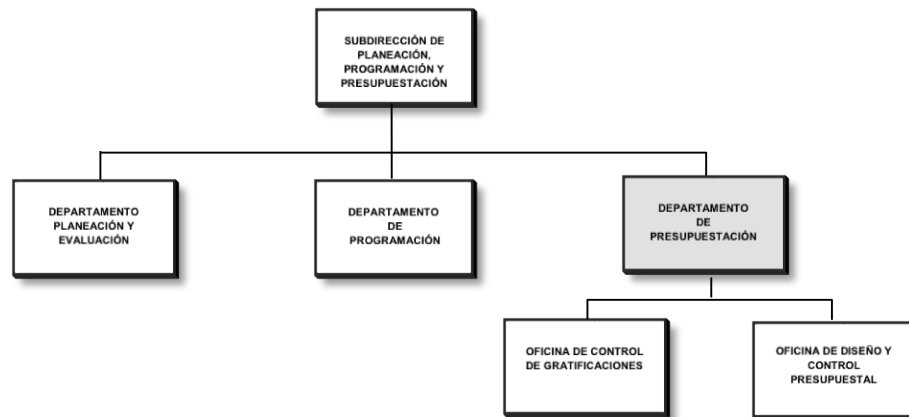 SUBDIRECCIÓN DE
PLANEACIÓN,
PROGRAMACIÓN Y
PRESUPUESTACIÓN
DEPARTAMENTO
PLANEACIÓN Y
EVALUACIÓN
DEPARTAMENTO
DE
PROGRAMACIÓN
DEPARTAMENTO
DE
PRESUPUESTACIÓN
OFICINA DE CONTROL
DE GRATIFICACIONES
OFICINA DE DISEÑO Y
CONTROL
PRESUPUESTAL